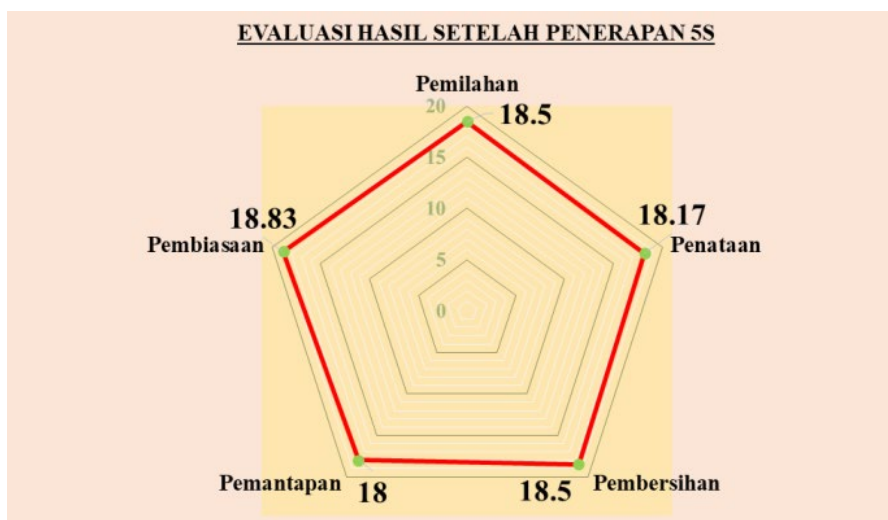 EVALUASI HASIL SETELAH PENERAPAN 5S
Pemilahan
20
18.5
15
10
5
0
18.83
Pembiasaan
18.17
Penataan
Pemantapan
18
18.5
Pembersihan